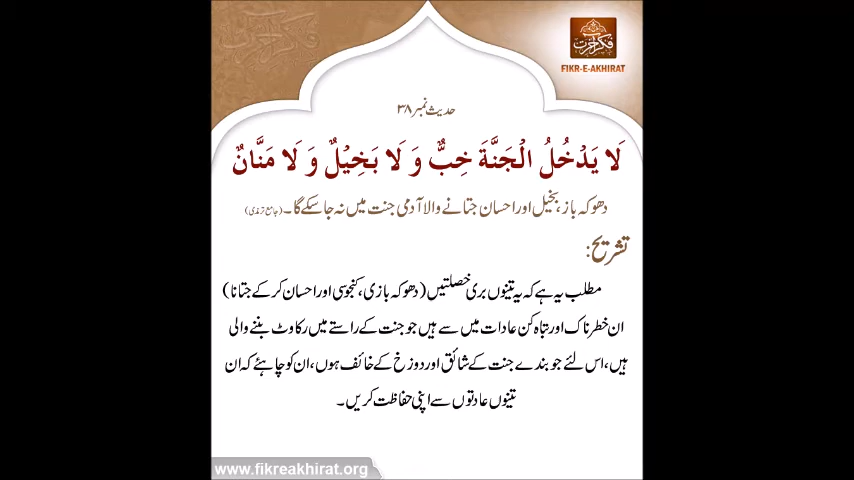 فکر آخرت
FIKR-E-AKHIRAT
حدیث نمبر ۳۸
لَا يَدْخُلُ الْجَنَّةَ خِبٌّ وَ لَا بَخِيْلٌ وَ لَا مَنَّانٌ
دھوکہ باز، بخیل اور احسان جتانے والا آدمی جنت میں نہ جا سکے گا۔ (جامع ترمذی)
تشریح:
مطلب یہ ہے کہ یہ تینوں بری خصلتیں (دھوکہ بازی، کنجوسی اور احسان کر کے جتانا)
ان خطرناک اور تباہ کن عادات میں سے ہیں جو جنت کے راستے میں رکاوٹ بننے والی
ہیں، اس لئے جو بندے جنت کے شائق اور دوزخ کے خائف ہوں، ان کو چاہئے کہ ان
تینوں عادتوں سے اپنی حفاظت کریں۔
www.fikreakhirat.org